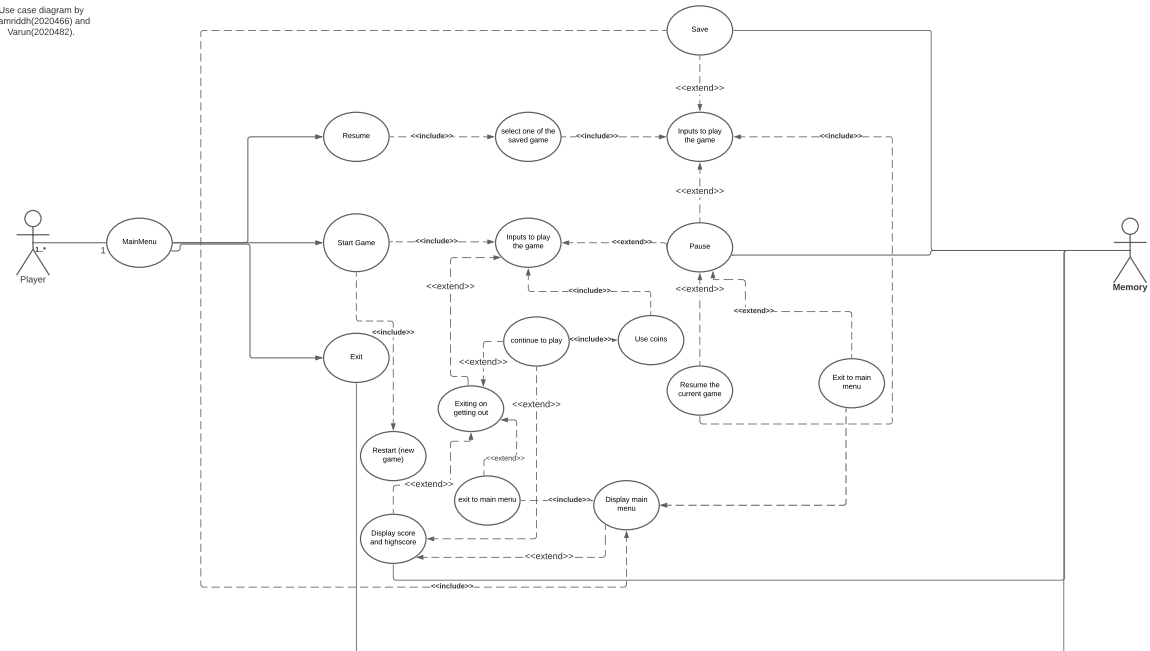 Use case diagram by
amriddh(2020466) and
Varun(2020482).
Save
<<extend>>
Resume
<<include>>
select one of the
saved game
<<include>>
Inputs to play
the game
<<include>>
<<extend>>
MainMenu
1..*
1
Player
Start Game
<<include>>
Inputs to play
the game
<<extend>>
Pause
Memory
<<extend>>
<<include>>
<<extend>>
<<extend>>
<<include>>
Exit
continue to play
<<include>>
Use coins
<<extend>>
Resume the
current game
Exit to main
menu
Exiting on
getting out
<<extend>>
Restart (new
game)
<<extend>>
<<extend>>
exit to main menu
<<include>>
Display main
menu
Display score
and highscore
<<extend>>
<<include>>